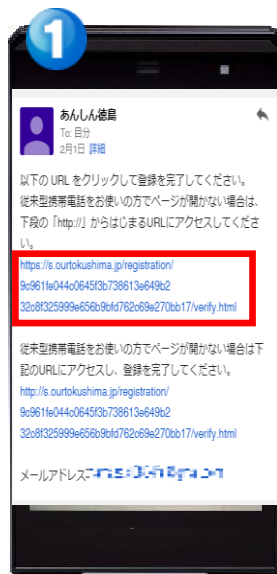 1
あんしん徳島
To: 自分
2月1日 詳細
以下の URL をクリックして登録を完了してください。
従来型携帯電話をお使いの方でページが開かない場合は、
下段の「http://」からはじまるURLにアクセスしてくださ
い。
https://s.ourtokushima.jp/registration/
9c961fe044c0645f3b738613e649b2
32c8f325999e656b9bfd762c69e270bb17/verify.html
従来型携帯電話をお使いの方でページが開かない場合は下
記のURLにアクセスし、登録を完了してください。
http://s.ourtokushima.jp/registration/
9c961fe044c0645f3b738613e649b2
32c8f325999e656b9bfd762c69e270bb17/verify.html
メールアドレス: